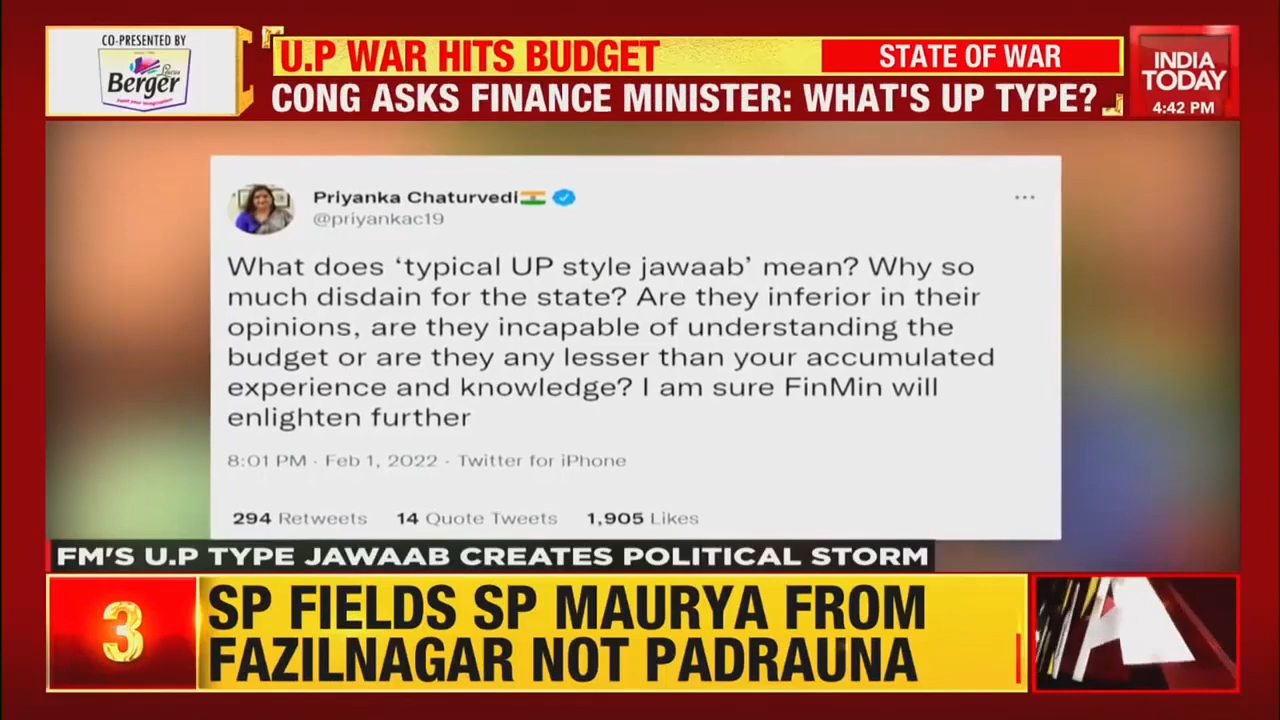 CO-PRESENTED BY
Berger
U.P WAR HITS BUDGET
STATE OF WAR
CONG ASKS FINANCE MINISTER: WHAT'S UP TYPE?
INDIA
TODAY
4:42 PM
Priyanka Chaturvedi
@priyankac19
What does ‘typical UP style jawaab’ mean? Why so
much disdain for the state? Are they inferior in their
opinions, are they incapable of understanding the
budget or are they any lesser than your accumulated
experience and knowledge? I am sure FinMin will
enlighten further
8:01 PM · Feb 1, 2022 · Twitter for iPhone
294 Retweets 14 Quote Tweets 1,905 Likes
FM'S U.P TYPE JAWAAB CREATES POLITICAL STORM
3
SP FIELDS SP MAURYA FROM
FAZILNAGAR NOT PADRAUNA